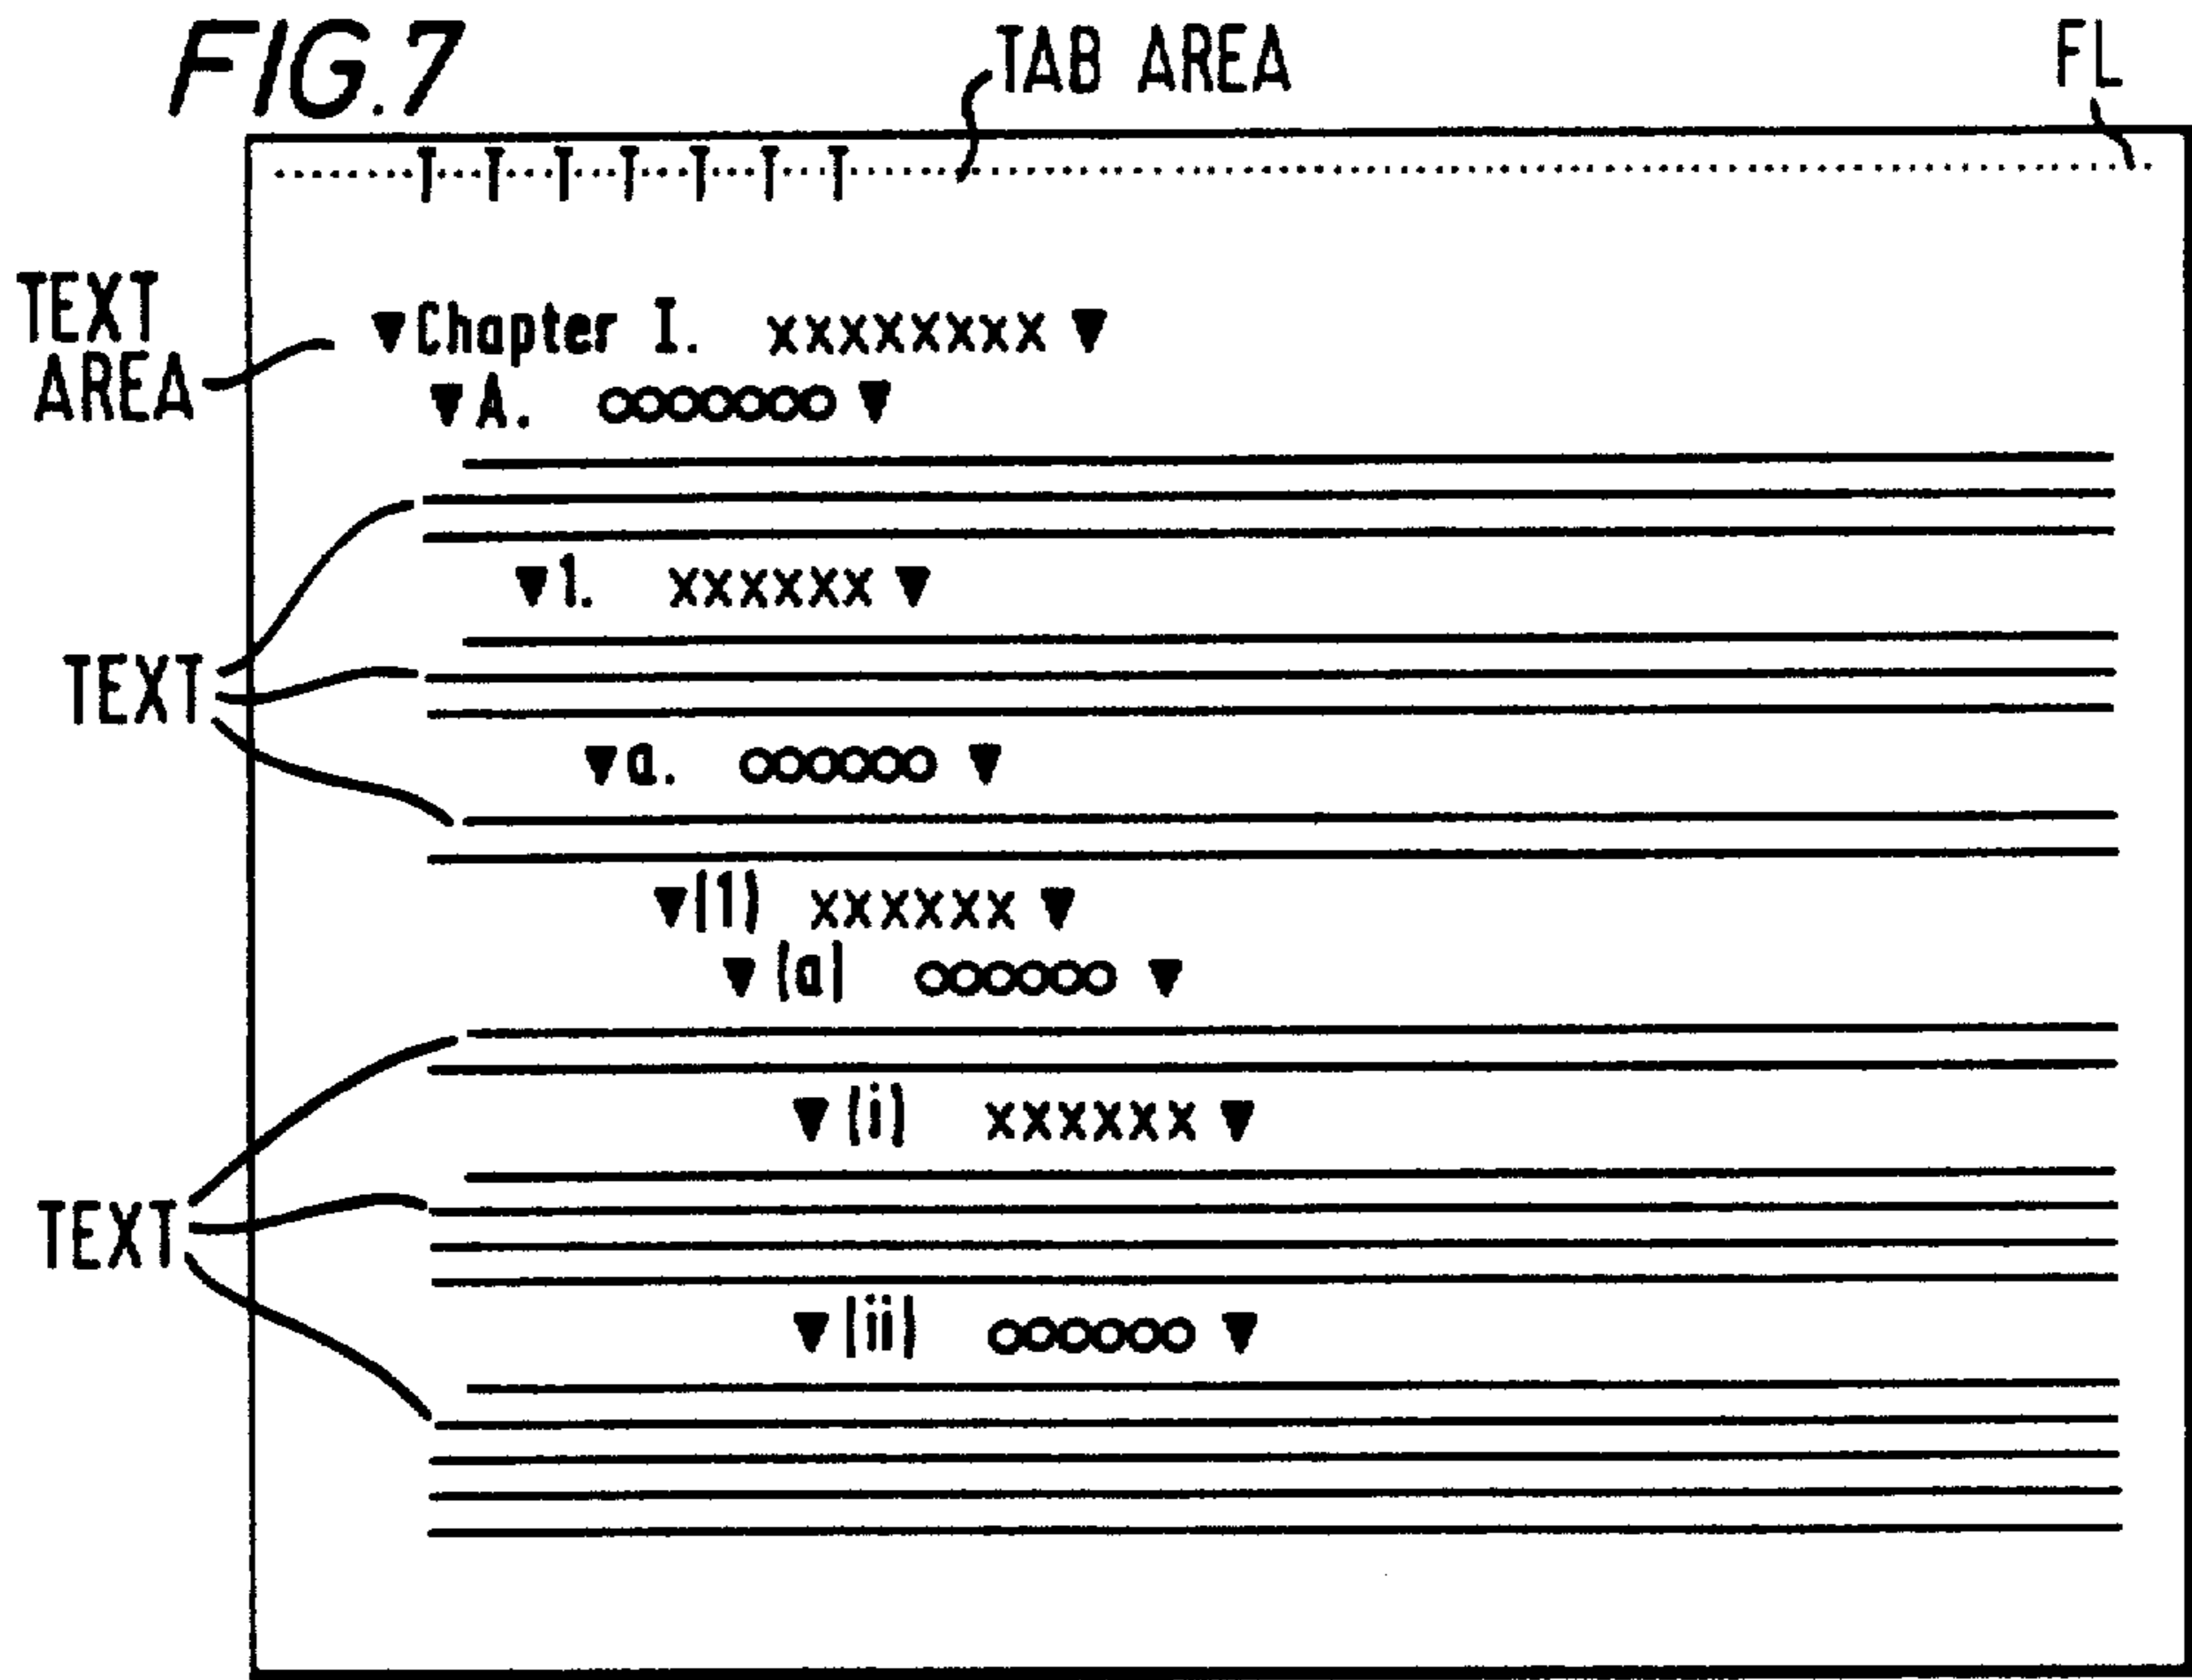 FIG.7
TAB AREA
FL
T T T T T T T
TEXT AREA
▼Chapter I. xxxxxxxx ▼
▼A. ooooooo ▼
▼1. xxxxxx ▼
TEXT
▼a. oooooo ▼
▼(1) xxxxxx ▼
▼(a) oooooo ▼
▼(i) xxxxxx ▼
TEXT
▼(ii) oooooo ▼